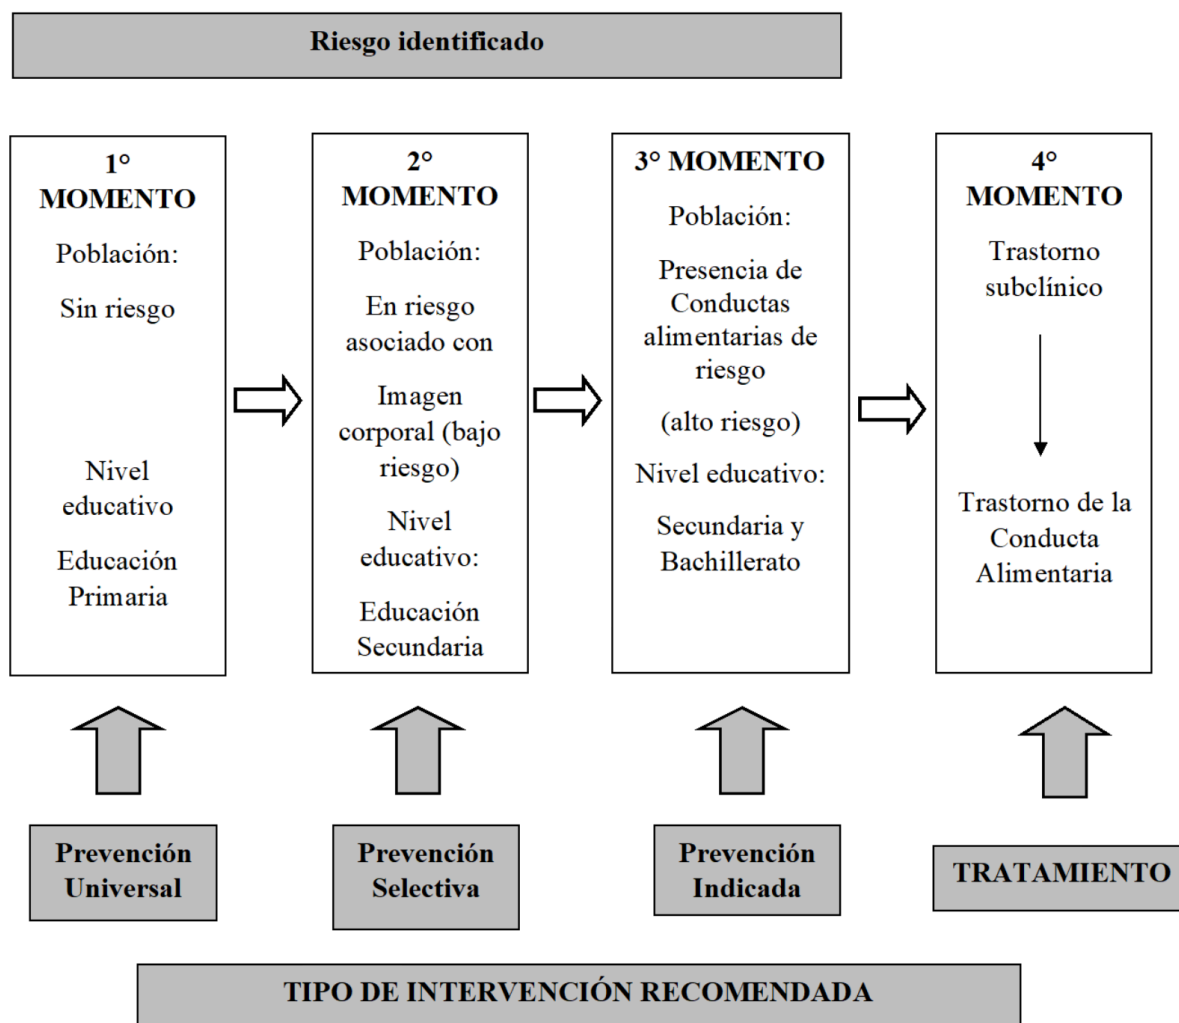 Riesgo identificado
1°
MOMENTO
Población:
Sin riesgo
Nivel
educativo
Educación
Primaria
2°
MOMENTO
Población:
En riesgo
asociado con
Imagen
corporal (bajo
riesgo)
Nivel
educativo:
Educación
Secundaria
3° MOMENTO
Población:
Presencia de
Conductas
alimentarias de
riesgo
(alto riesgo)
Nivel educativo:
Secundaria y
Bachillerato
4°
MOMENTO
Trastorno
subclínico
Trastorno de la
Conducta
Alimentaria
Prevención
Universal
Prevención
Selectiva
Prevención
Indicada
TRATAMIENTO
TIPO DE INTERVENCIÓN RECOMENDADA